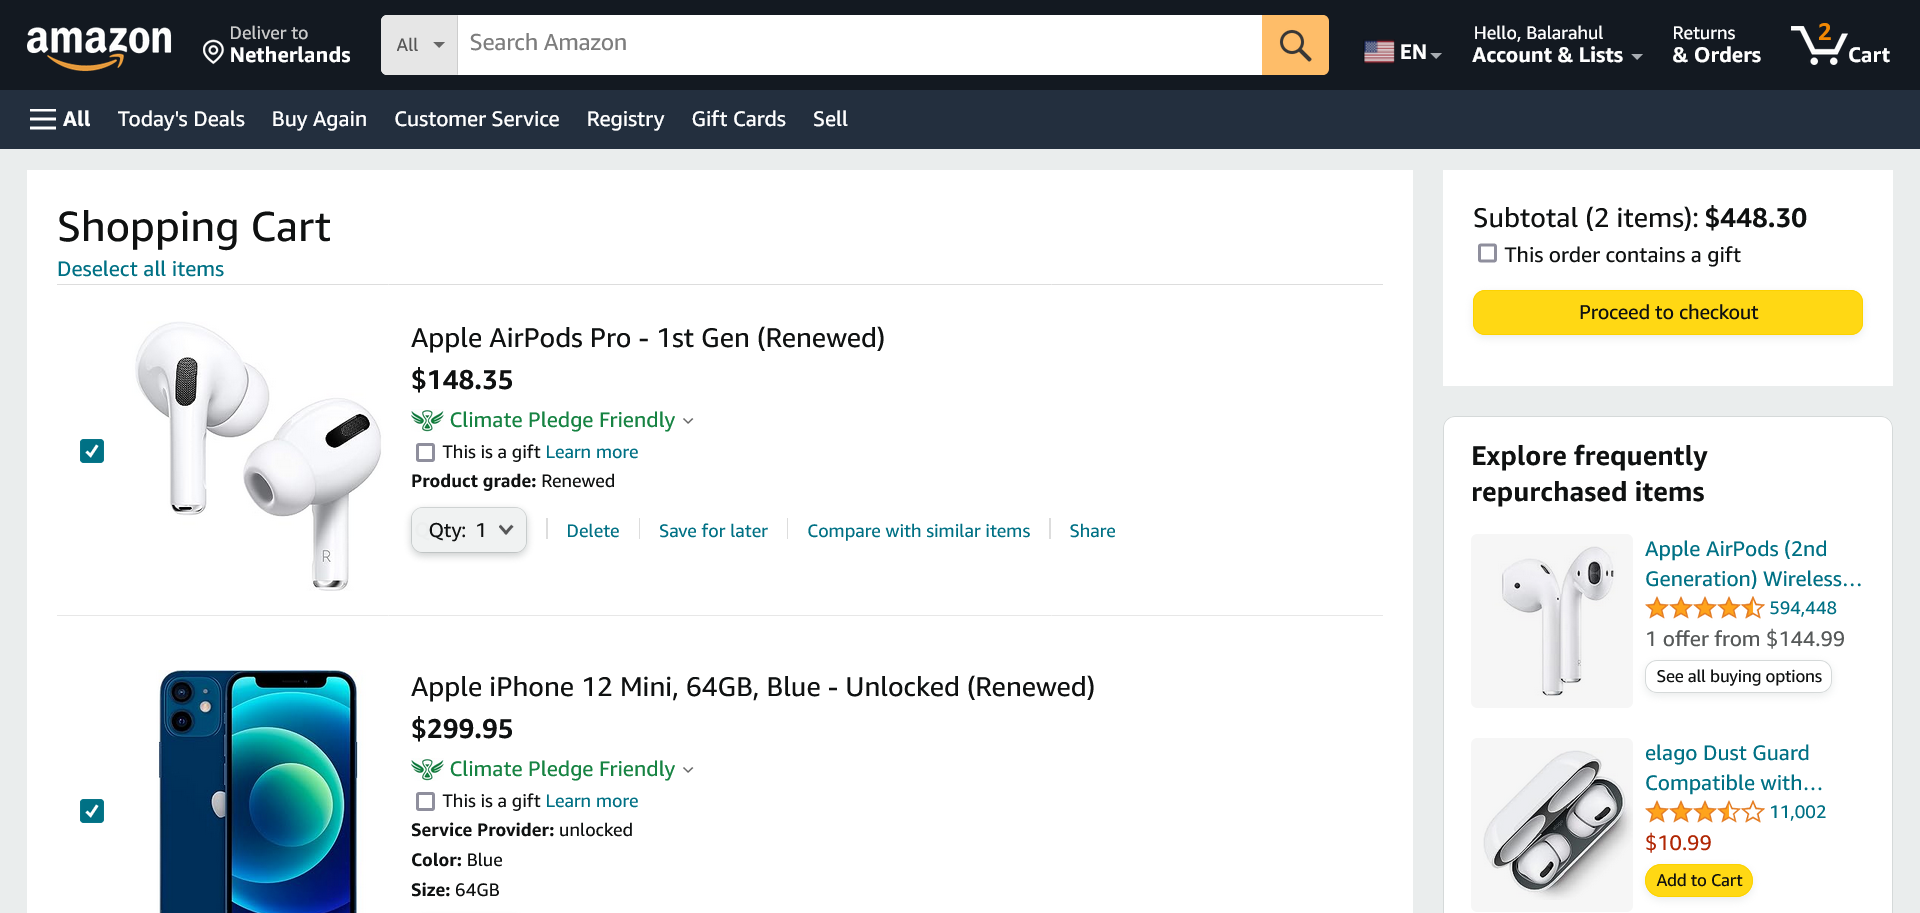 amazon
Deliver to
Netherlands
All
Search Amazon
EN
Hello, Balarahul
Account & Lists
Returns
& Orders
2
Cart
All
Today's Deals
Buy Again
Customer Service
Registry
Gift Cards
Sell
Shopping Cart
Deselect all items
Apple AirPods Pro - 1st Gen (Renewed)
$148.35
Climate Pledge Friendly
This is a gift Learn more
Product grade: Renewed
Qty: 1
Delete
Save for later
Compare with similar items
Share
R
Apple iPhone 12 Mini, 64GB, Blue - Unlocked (Renewed)
$299.95
Climate Pledge Friendly
This is a gift Learn more
Service Provider: unlocked
Color: Blue
Size: 64GB
Subtotal (2 items): $448.30
This order contains a gift
Proceed to checkout
Explore frequently
repurchased items
Apple AirPods (2nd
Generation) Wireless...
594,448
1 offer from $144.99
See all buying options
elago Dust Guard
Compatible with...
11,002
$10.99
Add to Cart